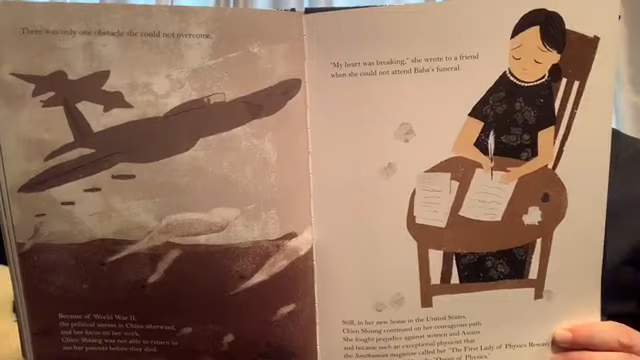 There was only one obstacle she could not overcome.
Because of World War II,
the political unrest in China afterward,
and her focus on her work,
Chien Shiung was not able to return to
see her parents before they died.
"My heart was breaking," she wrote to a friend
when she could not attend Baba's funeral.
Still, in her new home in the United States,
Chien Shiung continued on her courageous path.
She fought prejudice against women and Asians
and became such an exceptional physicist that
the Smithsonian magazine called her "The First Lady of Physics Research"
"Queen of Physics."